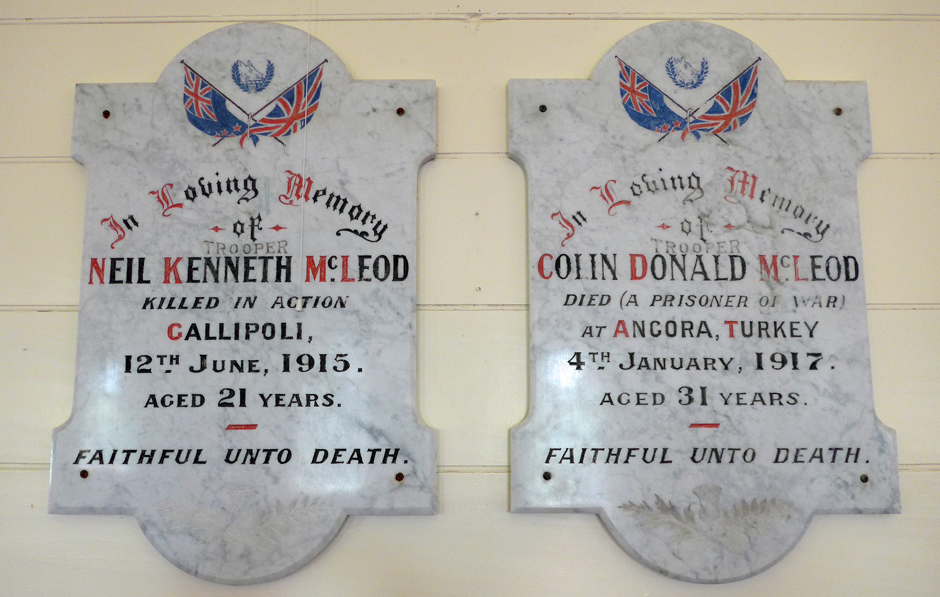 In Loving Memory
of
TROOPER
NEIL KENNETH McLEOD
KILLED IN ACTION
GALLIPOLI,
12TH JUNE, 1915.
AGED 21 YEARS.
FAITHFUL UNTO DEATH.
In Loving Memory
of
TROOPER
COLIN DONALD McLEOD
DIED (A PRISONER OF WAR)
AT ANGORA, TURKEY
4TH JANUARY, 1917.
AGED 31 YEARS.
FAITHFUL UNTO DEATH.